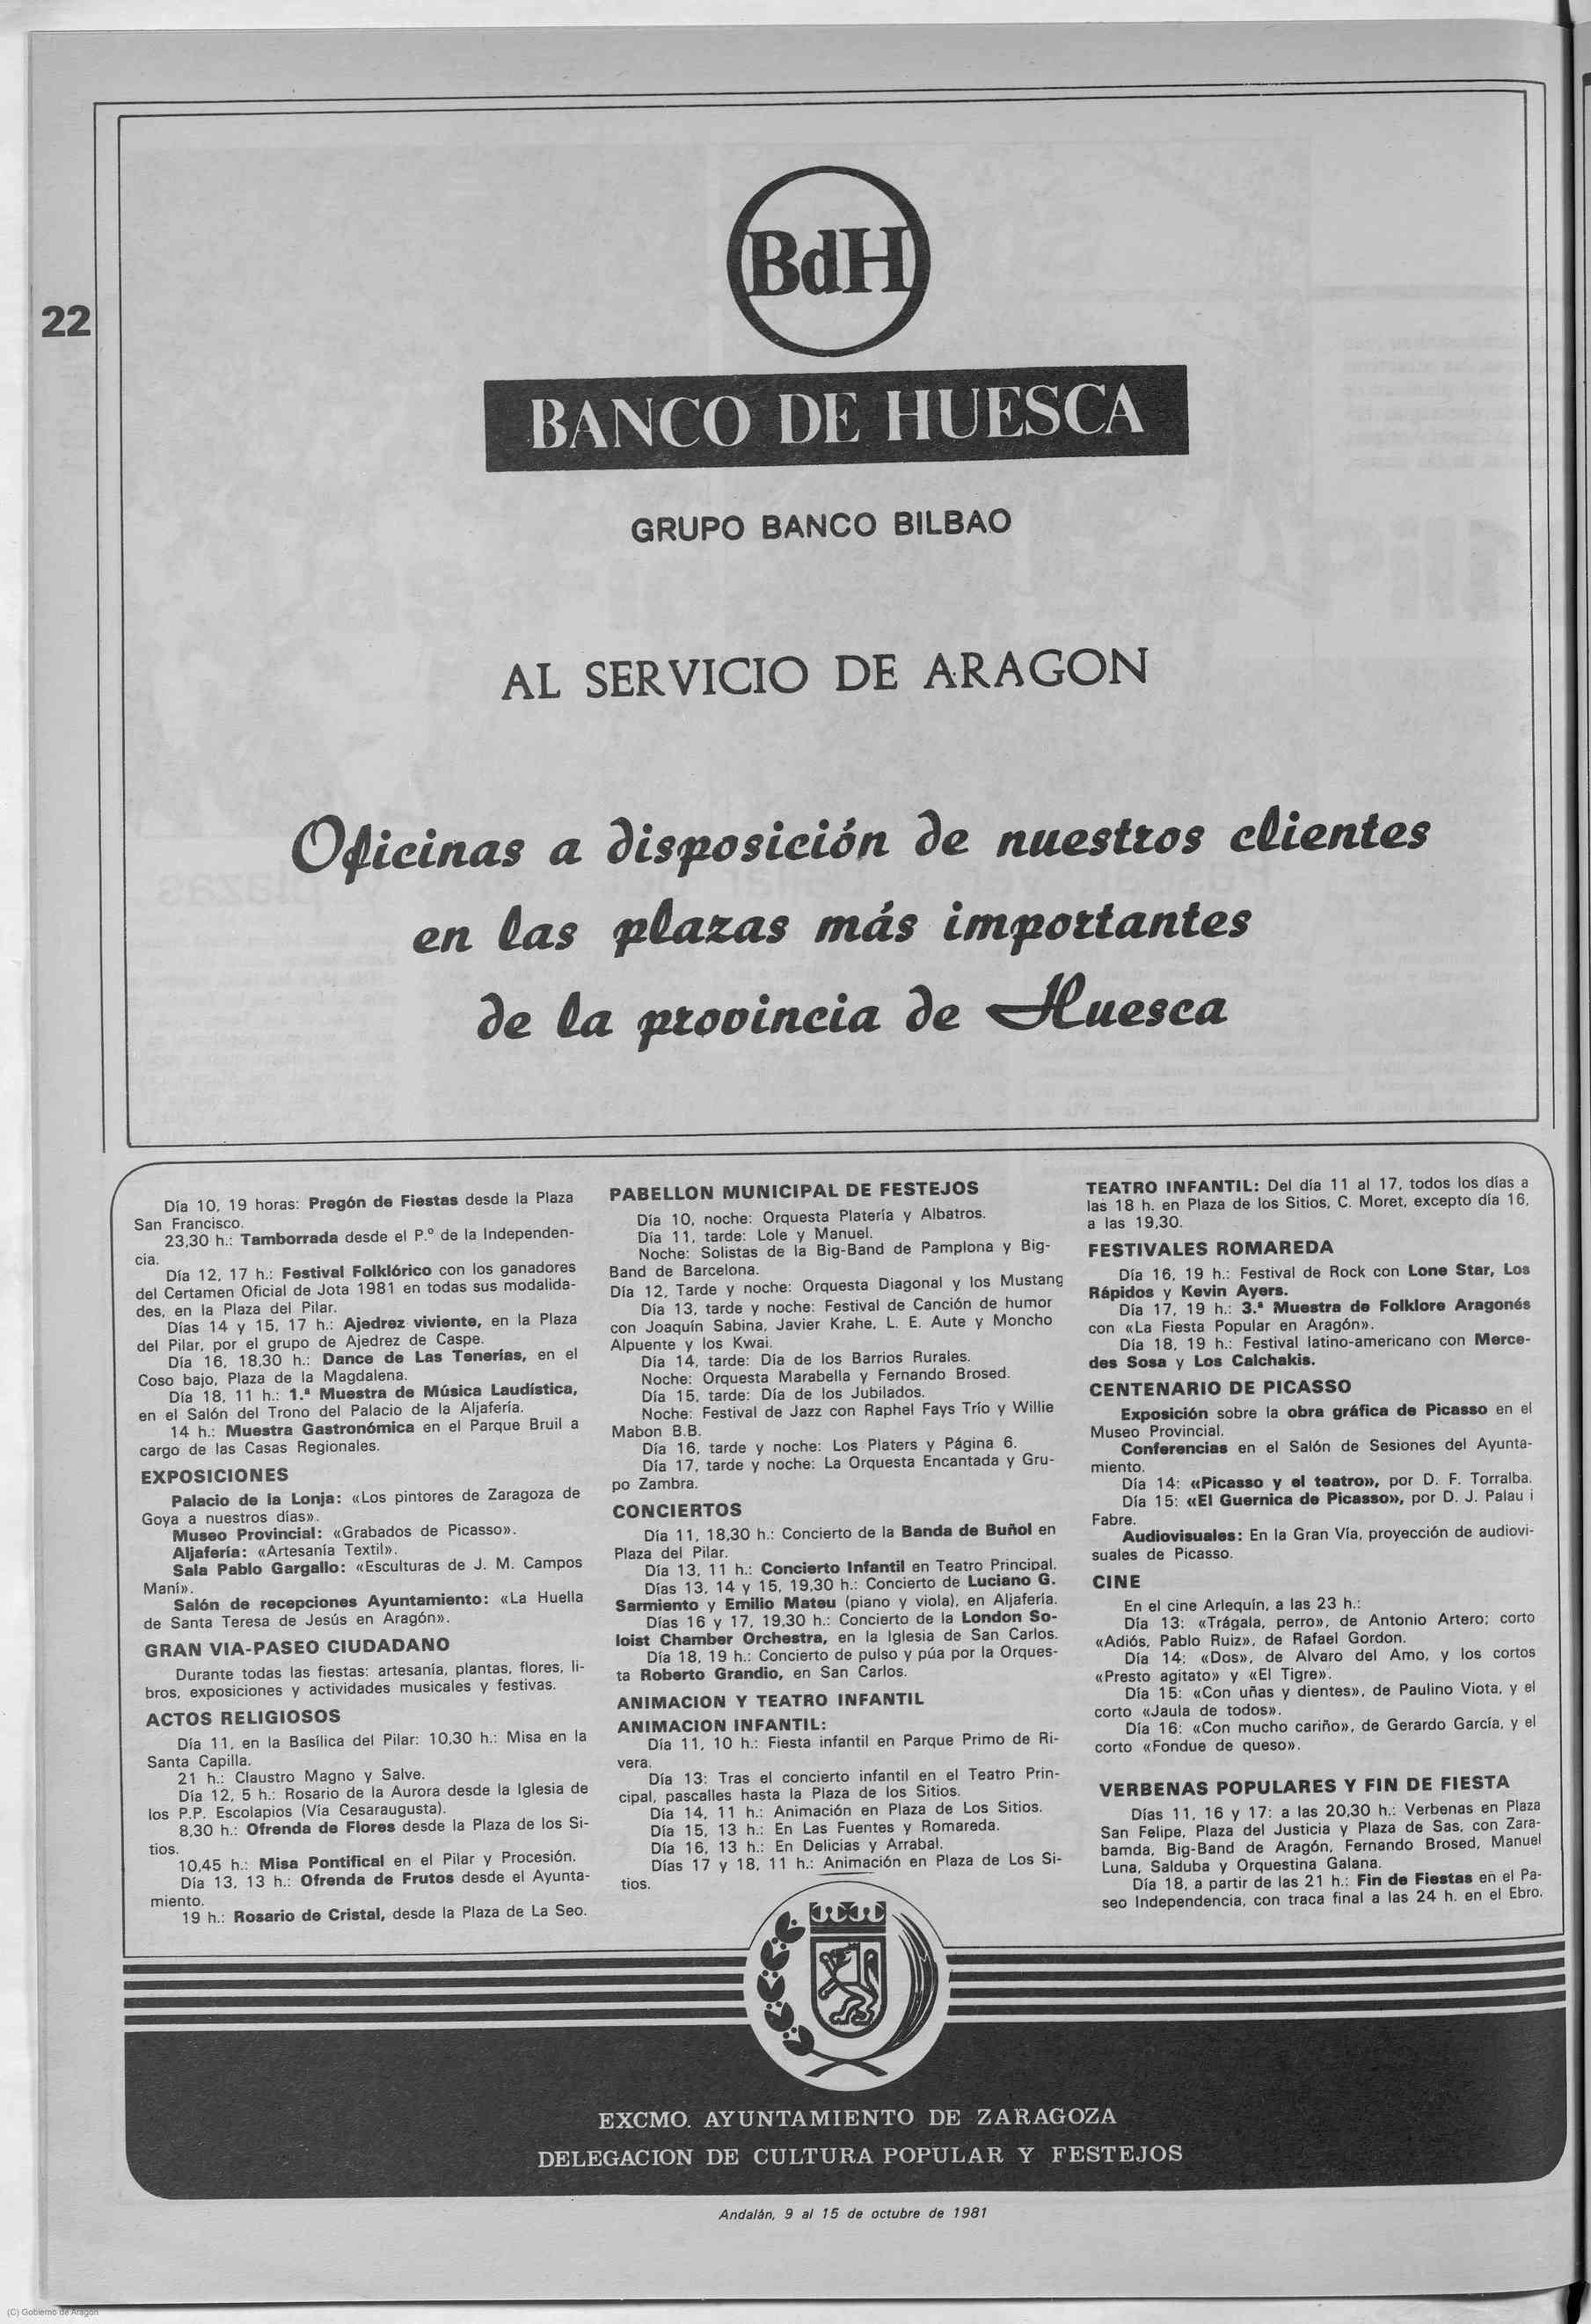 22
BdH
BANCO DE HUESCA
GRUPO BANCO BILBAO
AL SERVICIO DE ARAGON
Oficinas a disposición de nuestros clientes
en las plazas más importantes
de la provincia de Huesca
Día 10, 19 horas: Pregón de Fiestas desde la Plaza
San Francisco.
23,30 h.: Tamborrada desde el P.º de la Independen-
cia.
Día 12, 17 h.: Festival Folklórico con los ganadores
del Certamen Oficial de Jota 1981 en todas sus modalida-
des, en la Plaza del Pilar.
Días 14 y 15, 17 h.: Ajedrez viviente, en la Plaza
del Pilar, por el grupo de Ajedrez de Caspe.
Día 16, 18,30 h.: Dance de Las Tenerías, en el
Coso bajo, Plaza de la Magdalena.
Día 18, 11 h.: 1.ª Muestra de Música Laudística,
en el Salón del Trono del Palacio de la Aljafería.
14 h.: Muestra Gastronómica en el Parque Bruil a
cargo de las Casas Regionales.
EXPOSICIONES
Palacio de la Lonja: «Los pintores de Zaragoza de
Goya a nuestros días».
Museo Provincial: «Grabados de Picasso».
Aljafería: «Artesanía Textil».
Sala Pablo Gargallo: «Esculturas de J. M. Campos
Maní».
Salón de recepciones Ayuntamiento: «La Huella
de Santa Teresa de Jesús en Aragón».
GRAN VIA-PASEO CIUDADANO
Durante todas las fiestas: artesanía, plantas, flores, li-
bros, exposiciones y actividades musicales y festivas.
ACTOS RELIGIOSOS
Día 11, en la Basílica del Pilar: 10,30 h.: Misa en la
Santa Capilla.
21 h.: Claustro Magno y Salve.
Día 12, 5 h.: Rosario de la Aurora desde la Iglesia de
los P.P. Escolapios (Vía Cesaraugusta).
8,30 h.: Ofrenda de Flores desde la Plaza de los Si-
tios.
10,45 h.: Misa Pontifical en el Pilar y Procesión.
Día 13, 13 h.: Ofrenda de Frutos desde el Ayunta-
miento.
19 h.: Rosario de Cristal, desde la Plaza de La Seo.
PABELLON MUNICIPAL DE FESTEJOS
Día 10, noche: Orquesta Platería y Albatros.
Día 11, tarde: Lole y Manuel.
Noche: Solistas de la Big-Band de Pamplona y Big-
Band de Barcelona.
Día 12, Tarde y noche: Orquesta Diagonal y los Mustang
Día 13, tarde y noche: Festival de Canción de humor
con Joaquín Sabina, Javier Krahe, L. E. Aute y Moncho
Alpuente y los Kwai.
Día 14, tarde: Día de los Barrios Rurales.
Noche: Orquesta Marabella y Fernando Brosed.
Día 15, tarde: Día de los Jubilados.
Noche: Festival de Jazz con Raphel Fays Trío y Willie
Mabon B.B.
Día 16, tarde y noche: Los Platers y Página 6.
Día 17, tarde y noche: La Orquesta Encantada y Gru-
po Zambra.
CONCIERTOS
Día 11, 18,30 h.: Concierto de la Banda de Buñol en
Plaza del Pilar.
Día 13, 11 h.: Concierto Infantil en Teatro Principal.
Días 13, 14 y 15, 19,30 h.: Concierto de Luciano G.
Sarmiento y Emilio Mateu (piano y viola), en Aljafería.
Días 16 y 17, 19,30 h.: Concierto de la London So-
loist Chamber Orchestra, en la Iglesia de San Carlos.
Día 18, 19 h.: Concierto de pulso y púa por la Orques-
ta Roberto Grandio, en San Carlos.
ANIMACION Y TEATRO INFANTIL
ANIMACION INFANTIL:
Día 11, 10 h.: Fiesta infantil en Parque Primo de Ri-
vera.
Día 13: Tras el concierto infantil en el Teatro Prin-
cipal, pascalles hasta la Plaza de los Sitios.
Día 14, 11 h.: Animación en Plaza de Los Sitios.
Día 15, 13 h.: En Las Fuentes y Romareda.
Día 16, 13 h.: En Delicias y Arrabal.
Días 17 y 18, 11 h.: Animación en Plaza de Los Si-
tios.
TEATRO INFANTIL: Del día 11 al 17, todos los días a
las 18 h. en Plaza de los Sitios, C. Moret, excepto día 16,
a las 19,30.
FESTIVALES ROMAREDA
Día 16, 19 h.: Festival de Rock con Lone Star, Los
Rápidos y Kevin Ayers.
Día 17, 19 h.: 3.ª Muestra de Folklore Aragonés
con «La Fiesta Popular en Aragón».
Día 18, 19 h.: Festival latino-americano con Merce-
des Sosa y Los Calchakis.
CENTENARIO DE PICASSO
Exposición sobre la obra gráfica de Picasso en el
Museo Provincial.
Conferencias en el Salón de Sesiones del Ayunta-
miento.
Día 14: «Picasso y el teatro», por D. F. Torralba.
Día 15: «El Guernica de Picasso», por D. J. Palau i
Fabre.
Audiovisuales: En la Gran Vía, proyección de audiovi-
suales de Picasso.
CINE
En el cine Arlequín, a las 23 h.:
Día 13: «Trágala, perro», de Antonio Artero; corto
«Adiós, Pablo Ruiz», de Rafael Gordon.
Día 14: «Dos», de Alvaro del Amo, y los cortos
«Presto agitato» y «El Tigre».
Día 15: «Con uñas y dientes», de Paulino Viota, y el
corto «Jaula de todos».
Día 16: «Con mucho cariño», de Gerardo García, y el
corto «Fondue de queso».
VERBENAS POPULARES Y FIN DE FIESTA
Días 11, 16 y 17: a las 20,30 h.: Verbenas en Plaza
San Felipe, Plaza del Justicia y Plaza de Sas, con Zara-
bamda, Big-Band de Aragón, Fernando Brosed, Manuel
Luna, Salduba y Orquestina Galana.
Día 18, a partir de las 21 h.: Fin de Fiestas en el Pa-
seo Independencia, con traca final a las 24 h. en el Ebro.
EXCMO. AYUNTAMIENTO DE ZARAGOZA
DELEGACION DE CULTURA POPULAR Y FESTEJOS
Andalán, 9 al 15 de octubre de 1981
(C) Gobierno de Aragón